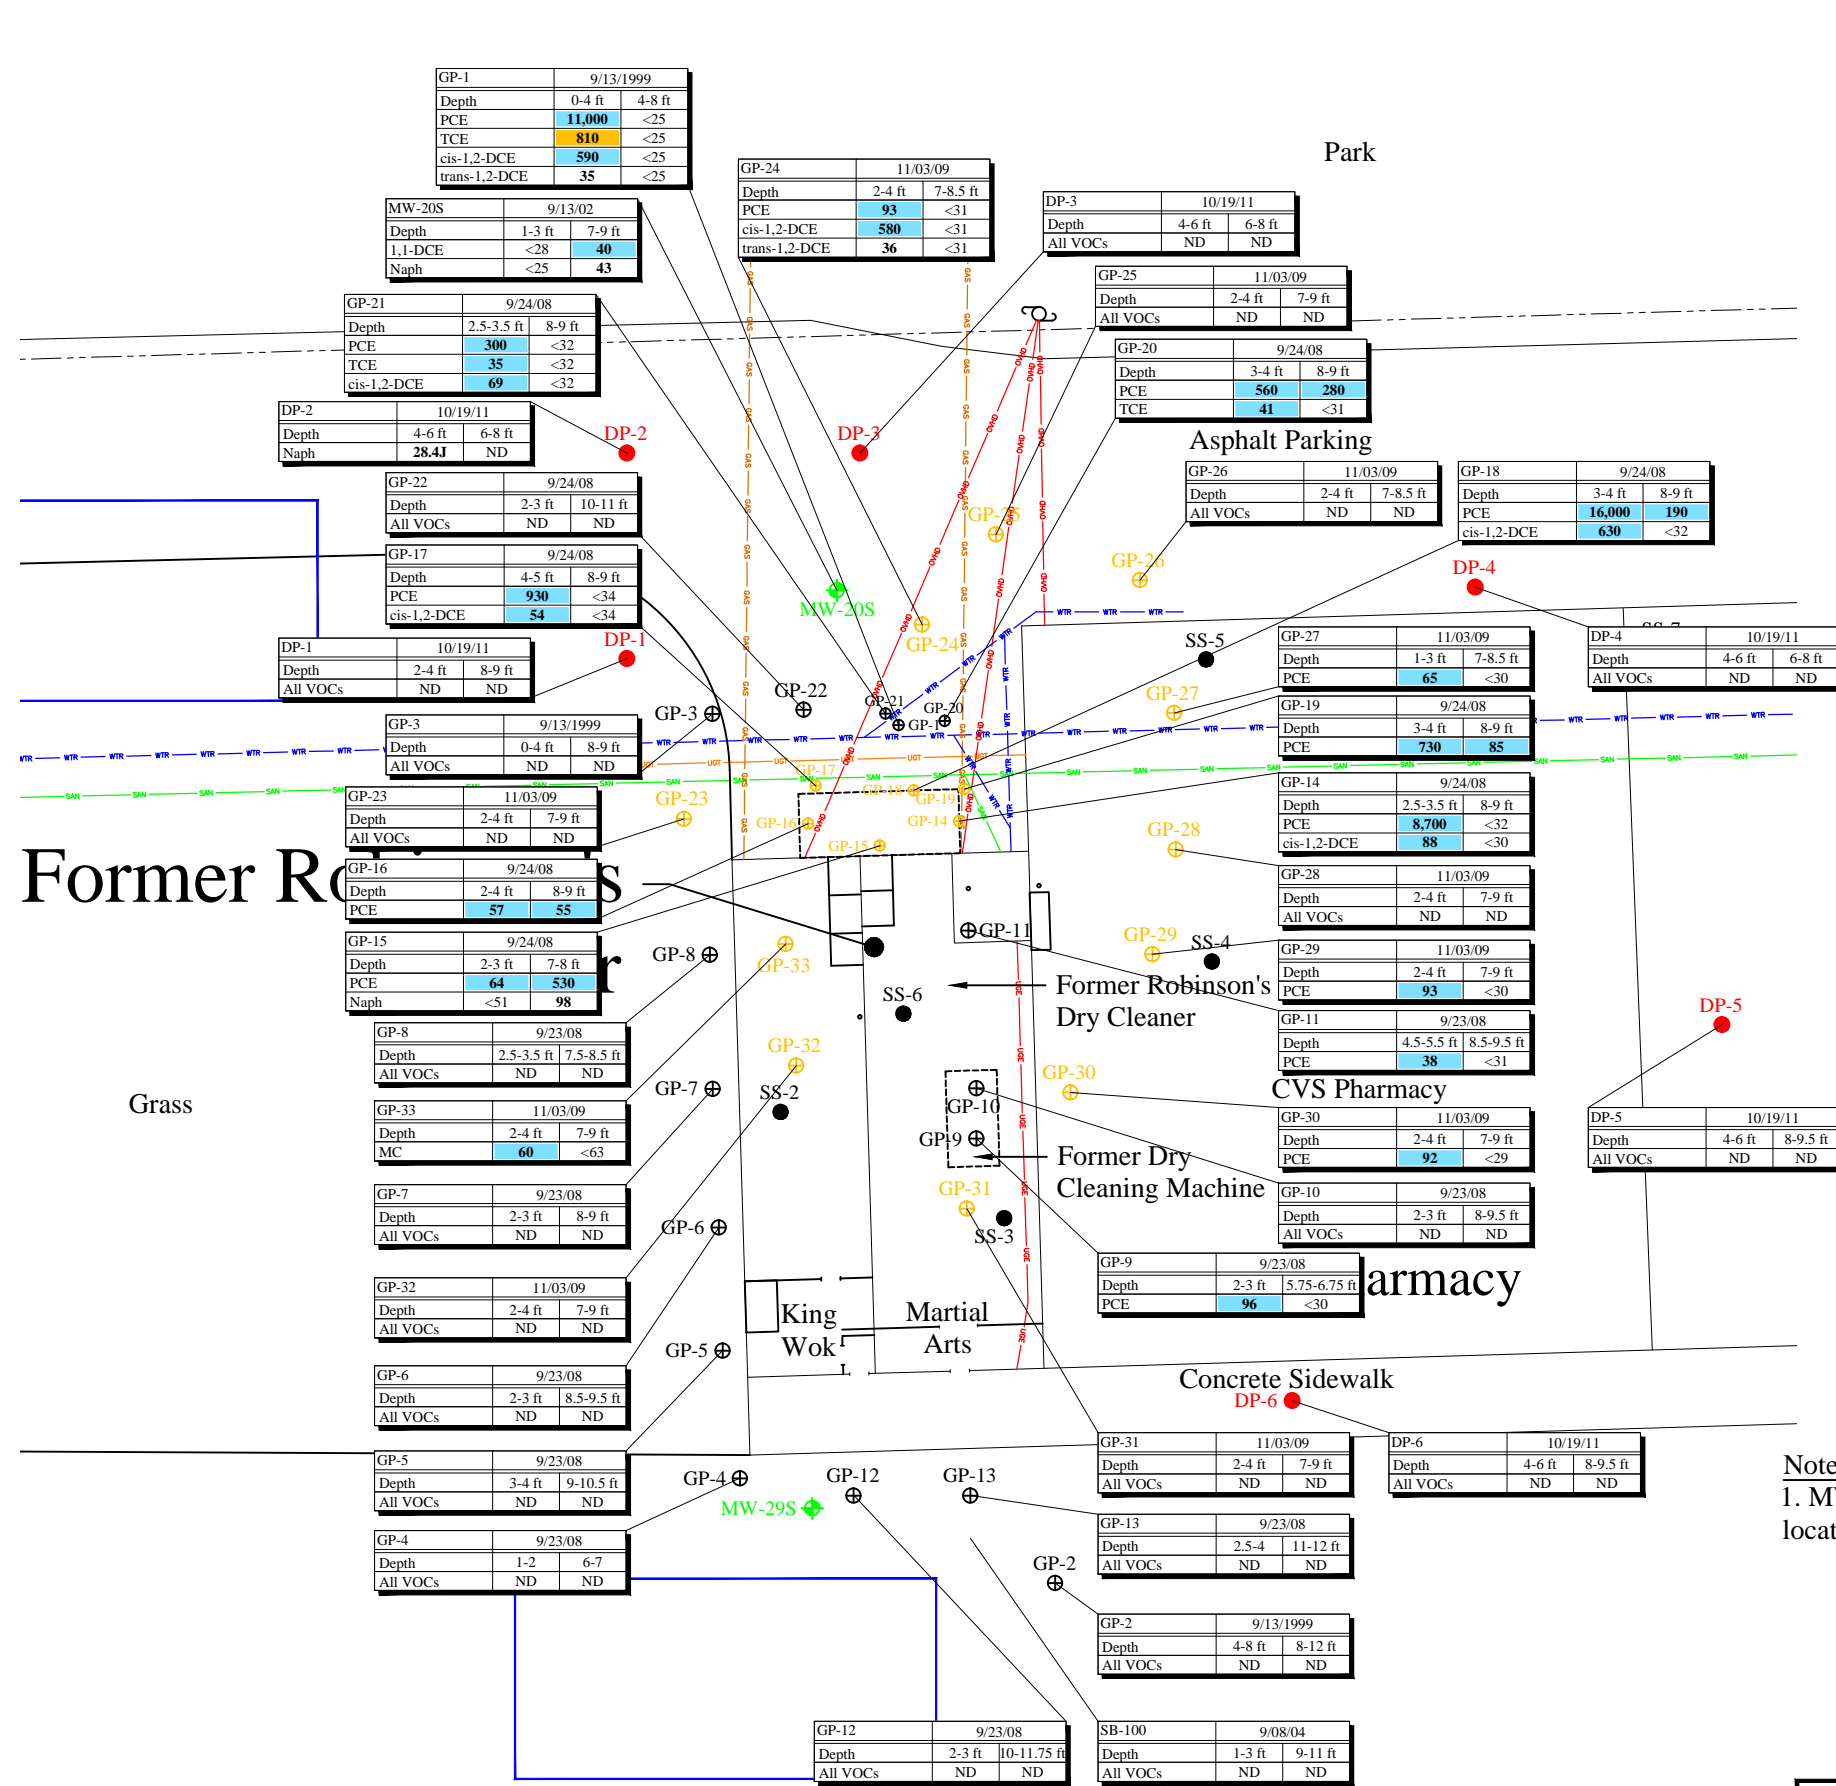 GP-1 9/13/1999
Depth 0-4 ft 4-8 ft
PCE 11,000 <25
TCE 810 <25
cis-1,2-DCE 590 <25
trans-1,2-DCE 35 <25
Park
GP-24 11/03/09
Depth 2-4 ft 7-8.5 ft
PCE 93 <31
cis-1,2-DCE 580 <31
trans-1,2-DCE 36 <31
MW-20S 9/13/02
Depth 1-3 ft 7-9 ft
1,1-DCE <28 40
Naph <25 43
DP-3 10/19/11
Depth 4-6 ft 6-8 ft
All VOCs ND ND
GP-25 11/03/09
Depth 2-4 ft 7-9 ft
All VOCs ND ND
GP-21 9/24/08
Depth 2.5-3.5 ft 8-9 ft
PCE 300 <32
TCE 35 <32
cis-1,2-DCE 69 <32
GP-20 9/24/08
Depth 3-4 ft 8-9 ft
PCE 560 280
TCE 41 <31
DP-2 10/19/11
Depth 4-6 ft 6-8 ft
Naph 28.4J ND
DP-2
DP-3
Asphalt Parking
GP-22 9/24/08
Depth 2-3 ft 10-11 ft
All VOCs ND ND
GP-26 11/03/09
Depth 2-4 ft 7-8.5 ft
All VOCs ND ND
GP-18 9/24/08
Depth 3-4 ft 8-9 ft
PCE 16,000 190
cis-1,2-DCE 630 <32
GP-25
GP-26
DP-4
GP-17 9/24/08
Depth 4-5 ft 8-9 ft
PCE 930 <34
cis-1,2-DCE 54 <34
MW-20S
GP-24
SS-5
DP-1 10/19/11
Depth 2-4 ft 8-9 ft
All VOCs ND ND
DP-1
GP-27 11/03/09
Depth 1-3 ft 7-8.5 ft
PCE 65 <30
DP-4 10/19/11
Depth 4-6 ft 6-8 ft
All VOCs ND ND
GP-22
GP-21
GP-20
GP-1
GP-27
GP-3
GP-3 9/13/1999
Depth 0-4 ft 8-9 ft
All VOCs ND ND
GP-19 9/24/08
Depth 3-4 ft 8-9 ft
PCE 730 85
GAS
OVHD
WTR
SAN
UGT
UGE
GP-17
GP-18
GP-19
GP-16
GP-14
GP-15
GP-23
GP-23 11/03/09
Depth 2-4 ft 7-9 ft
All VOCs ND ND
GP-14 9/24/08
Depth 2.5-3.5 ft 8-9 ft
PCE 8,700 <32
cis-1,2-DCE 88 <30
GP-28
Former
GP-16 9/24/08
Depth 2-4 ft 8-9 ft
PCE 57 55
GP-28 11/03/09
Depth 2-4 ft 7-9 ft
All VOCs ND ND
GP-15 9/24/08
Depth 2-3 ft 7-8 ft
PCE 64 530
Naph <51 98
GP-8
GP-33
GP-11
GP-29
SS-4
GP-29 11/03/09
Depth 2-4 ft 7-9 ft
PCE 93 <30
SS-6
Former Robinson's
Dry Cleaner
DP-5
GP-8 9/23/08
Depth 2.5-3.5 ft 7.5-8.5 ft
All VOCs ND ND
GP-11 9/23/08
Depth 4.5-5.5 ft 8.5-9.5 ft
PCE 38 <31
GP-32
GP-30
CVS Pharmacy
Grass
GP-7
SS-2
GP-10
GP-9
GP-33 11/03/09
Depth 2-4 ft 7-9 ft
MC 60 <63
GP-30 11/03/09
Depth 2-4 ft 7-9 ft
PCE 92 <29
DP-5 10/19/11
Depth 4-6 ft 8-9.5 ft
All VOCs ND ND
Former Dry
Cleaning Machine
GP-7 9/23/08
Depth 2-3 ft 8-9 ft
All VOCs ND ND
GP-31
SS-3
GP-6
GP-10 9/23/08
Depth 2-3 ft 8-9.5 ft
All VOCs ND ND
GP-9 9/23/08
Depth 2-3 ft 5.75-6.75 ft
PCE 96 <30
armacy
GP-32 11/03/09
Depth 2-4 ft 7-9 ft
All VOCs ND ND
King
Wok
Martial
Arts
GP-5
GP-6 9/23/08
Depth 2-3 ft 8.5-9.5 ft
All VOCs ND ND
Concrete Sidewalk
DP-6
GP-5 9/23/08
Depth 3-4 ft 9-10.5 ft
All VOCs ND ND
GP-31 11/03/09
Depth 2-4 ft 7-9 ft
All VOCs ND ND
DP-6 10/19/11
Depth 4-6 ft 8-9.5 ft
All VOCs ND ND
Note
1. M
locat
GP-4
GP-12
GP-13
MW-29S
GP-4 9/23/08
Depth 1-2 6-7
All VOCs ND ND
GP-13 9/23/08
Depth 2.5-4 11-12 ft
All VOCs ND ND
GP-2
GP-2 9/13/1999
Depth 4-8 ft 8-12 ft
All VOCs ND ND
GP-12 9/23/08
Depth 2-3 ft 10-11.75 ft
All VOCs ND ND
SB-100 9/08/04
Depth 1-3 ft 9-11 ft
All VOCs ND ND